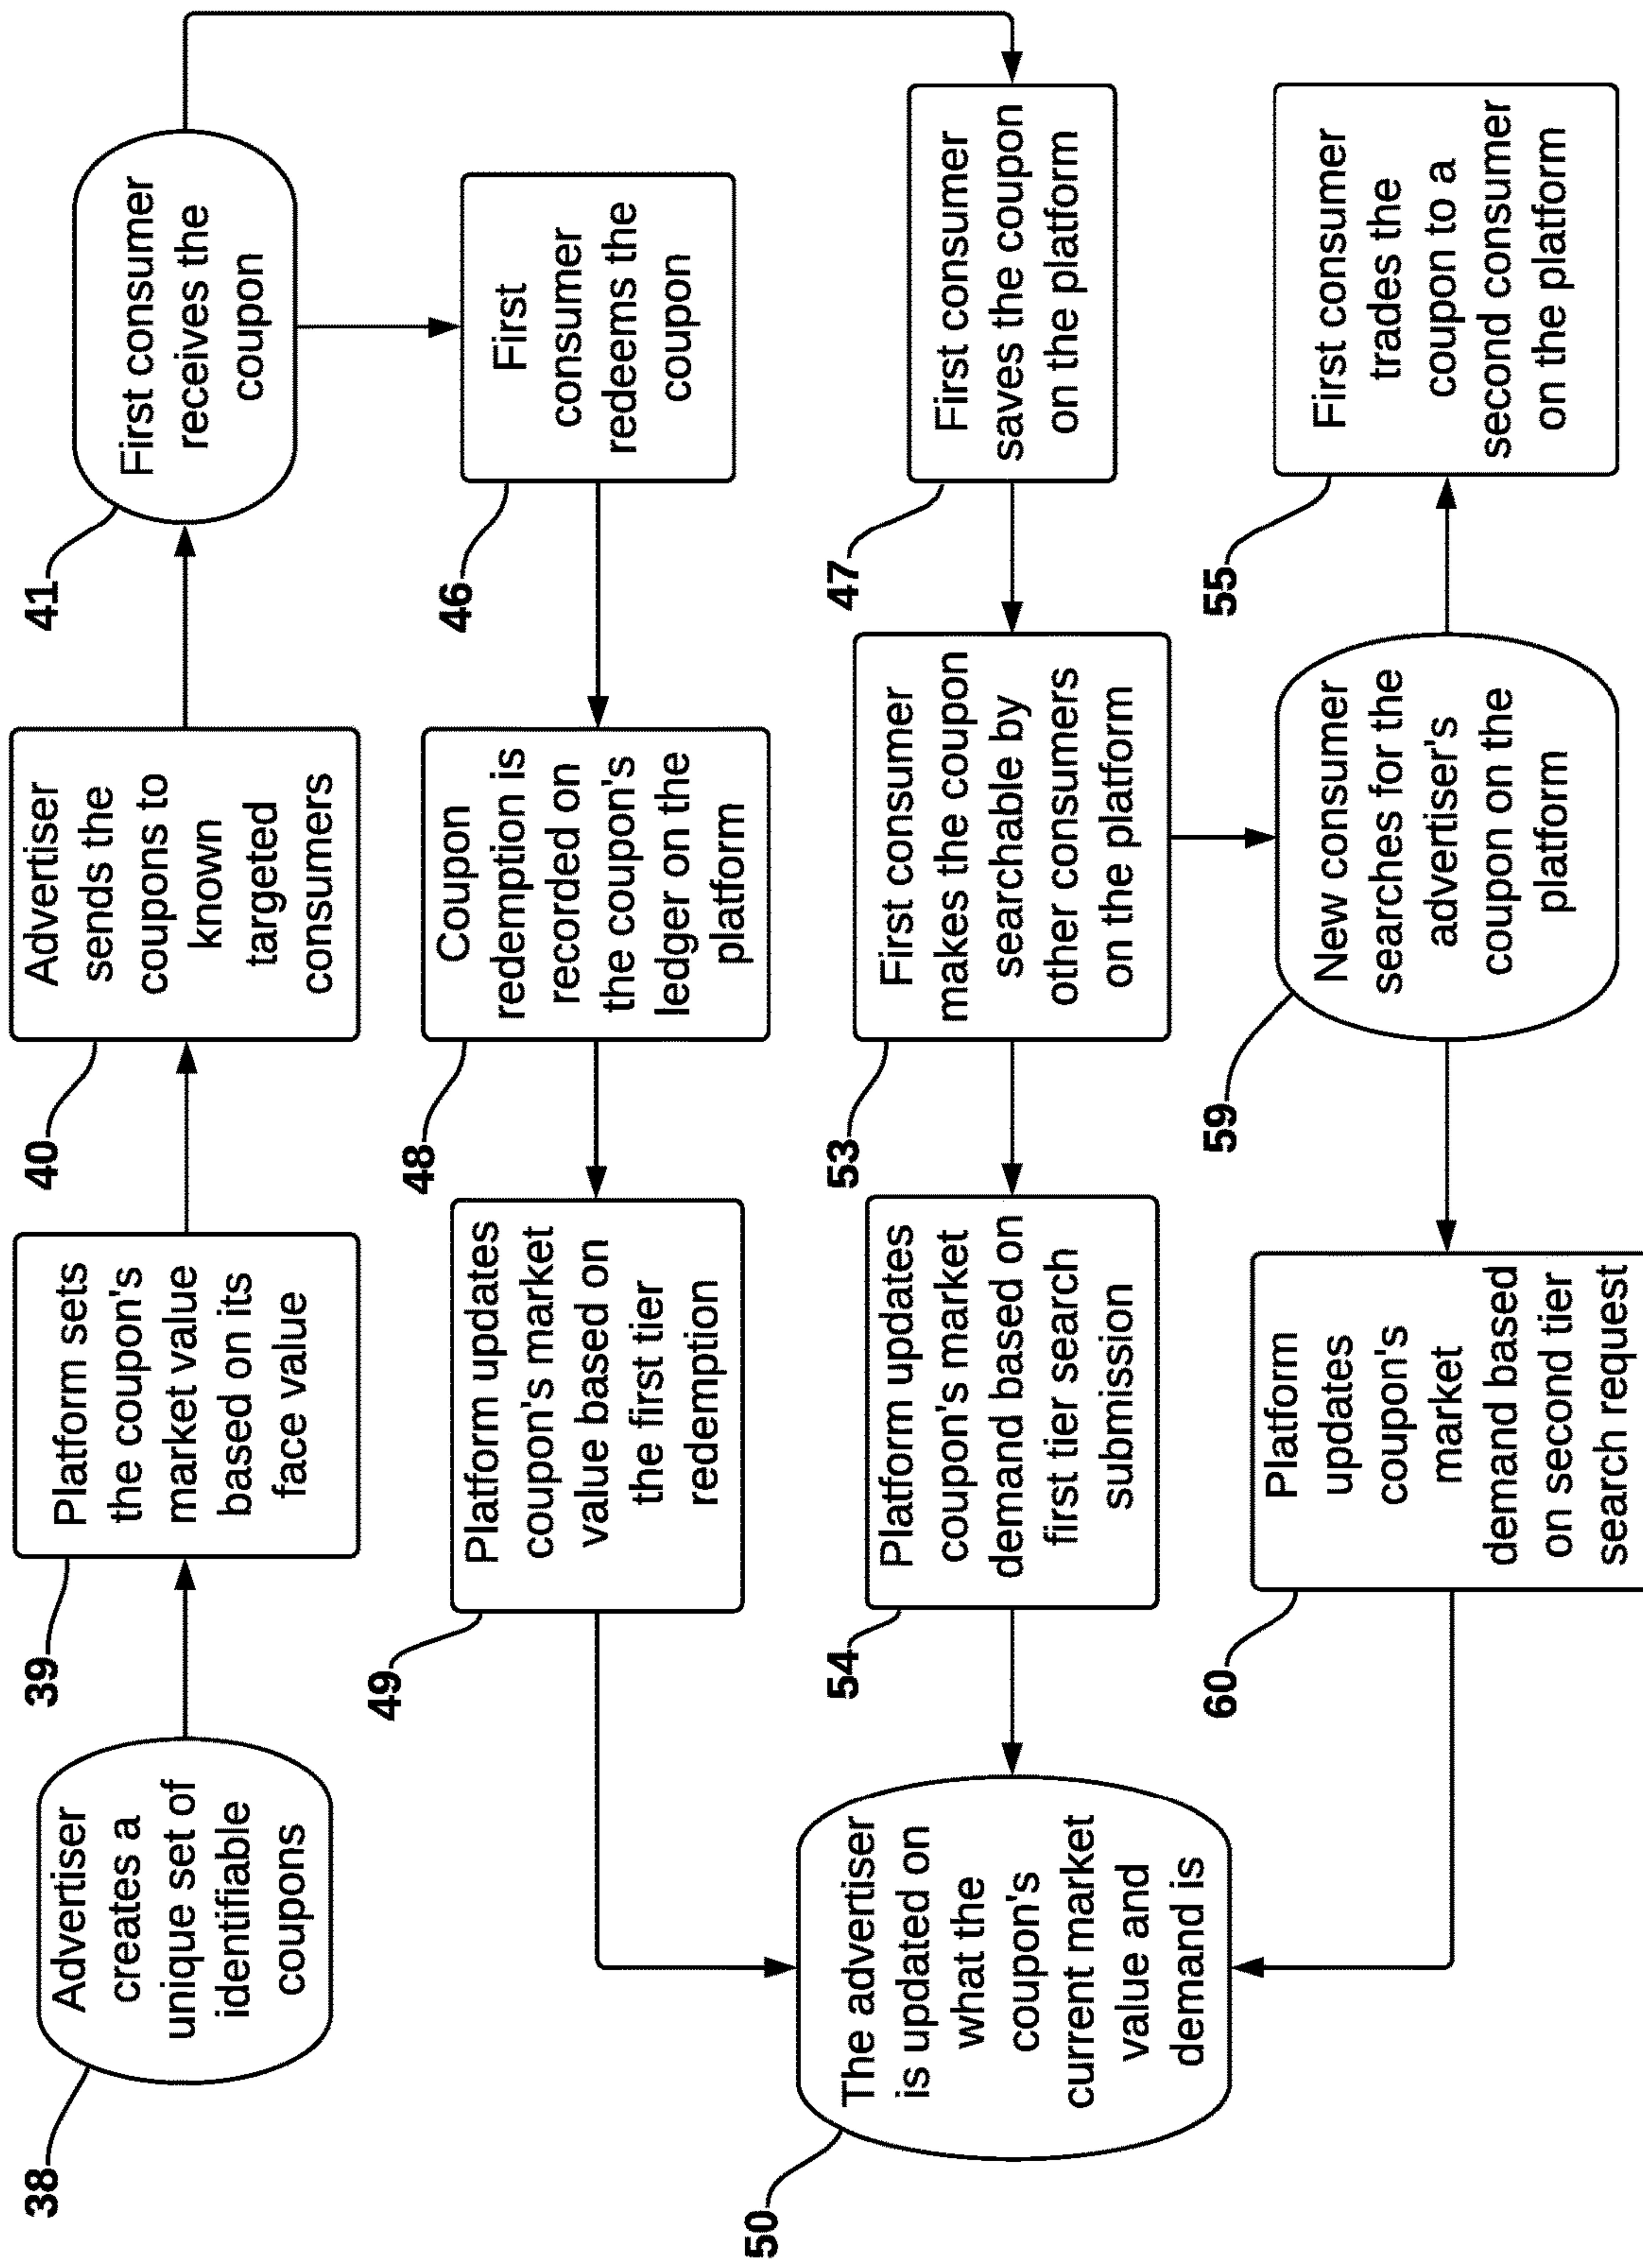 38
Advertiser
creates a
unique set of
identifiable
coupons
39
Platform sets
the coupon's
market value
based on its
face value
40
Advertiser
sends the
coupons to
known
targeted
consumers
41
First consumer
receives the
coupon
49
Platform updates
coupon's market
value based on
the first tier
redemption
48
Coupon
redemption is
recorded on
the coupon's
ledger on the
platform
46
First
consumer
redeems the
coupon
50
The advertiser
is updated on
what the
coupon's
current market
value and
demand is
54
Platform updates
coupon's market
demand based on
first tier search
submission
53
First consumer
makes the coupon
searchable by
other consumers
on the platform
47
First consumer
saves the coupon
on the platform
60
Platform
updates
coupon's
market
demand based
on second tier
search request
59
New consumer
searches for the
advertiser's
coupon on the
platform
55
First consumer
trades the
coupon to a
second consumer
on the platform